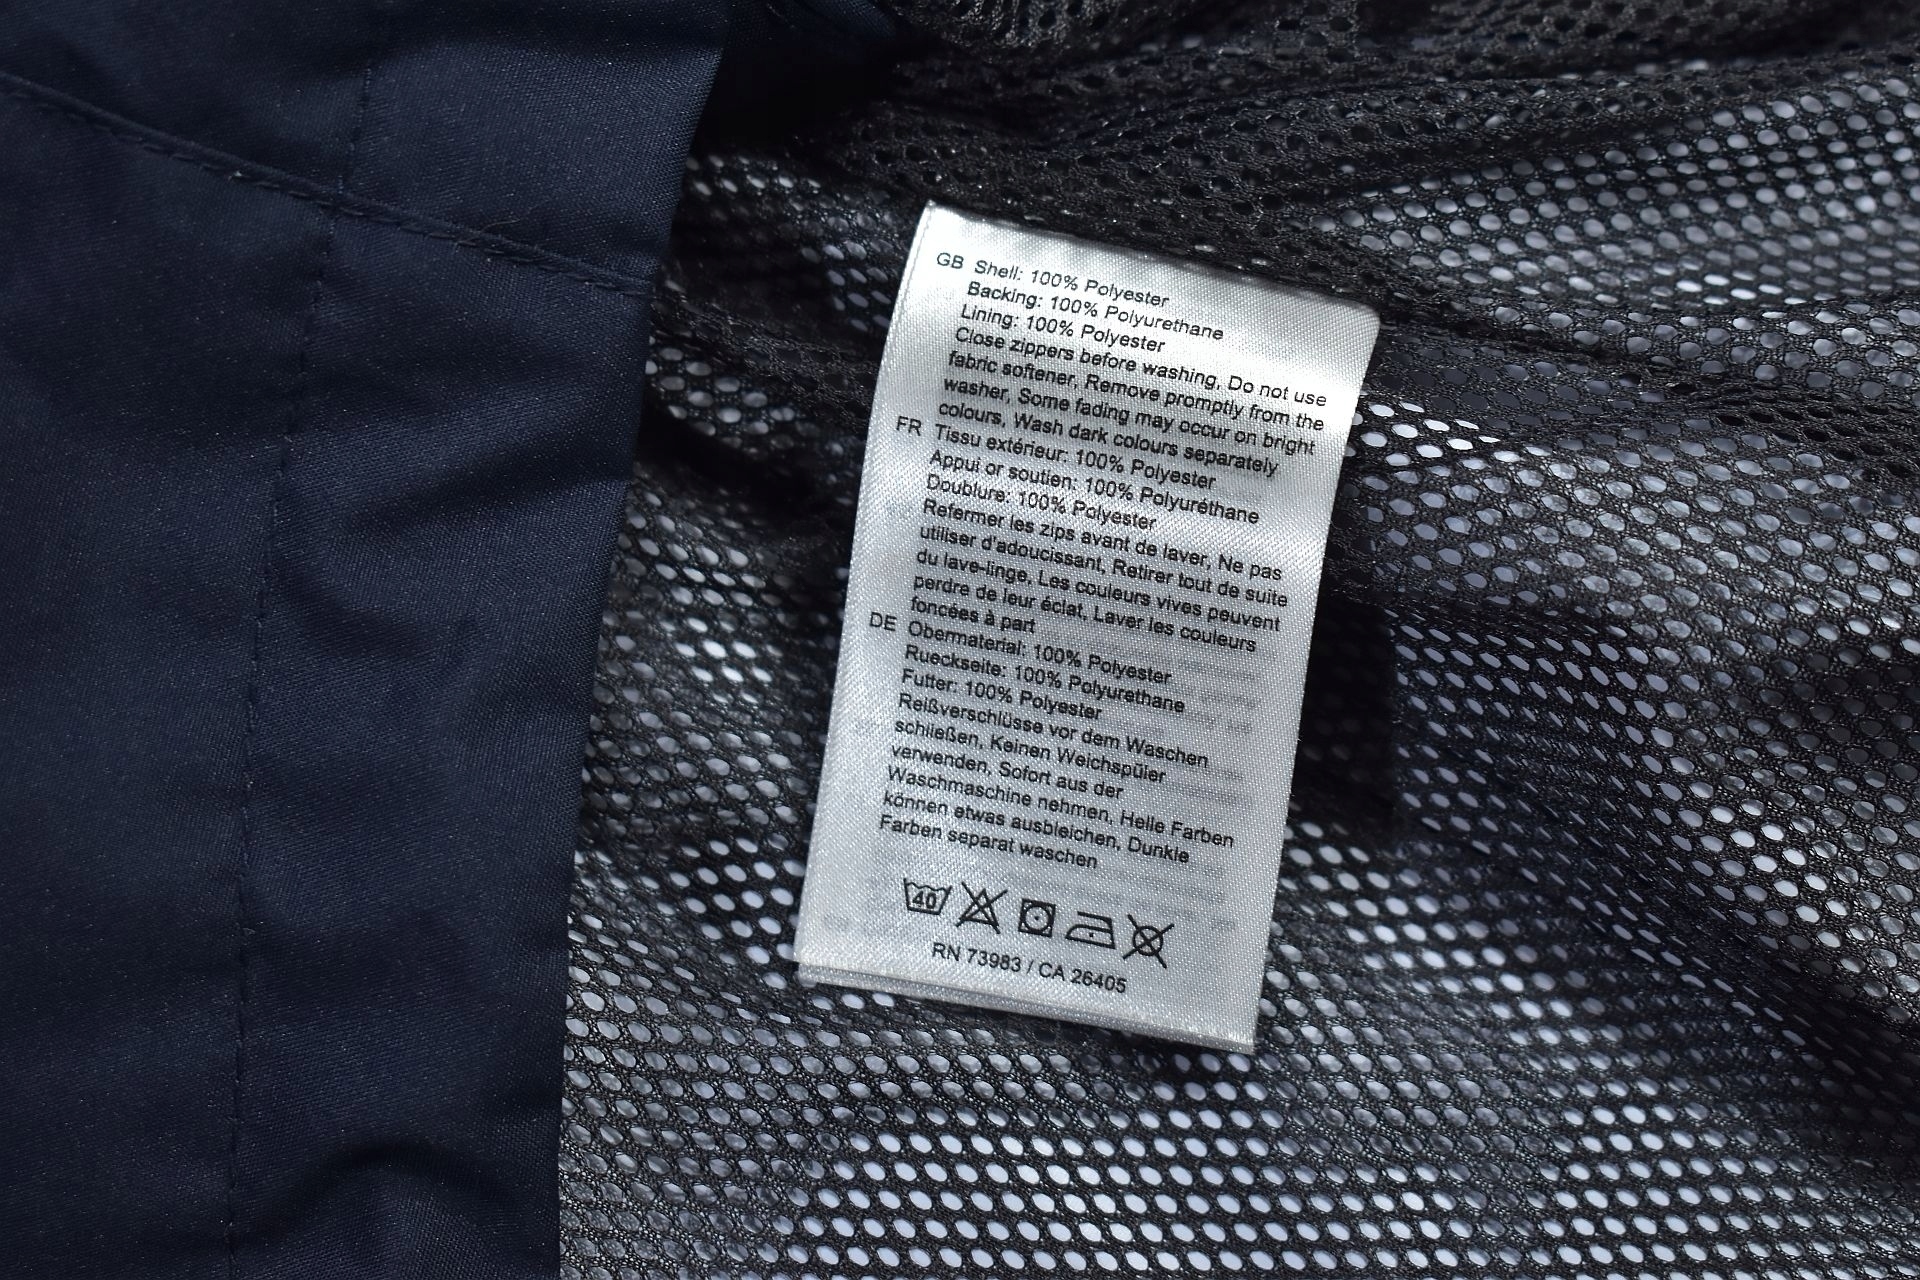 GB Shell: 100% Polyester
Backing: 100% Polyurethane
Lining: 100% Polyester
Close zippers before washing, Do not use
fabric softener, Remove promptly from the
washer, Some fading may occur on bright
colours, Wash dark colours separately
FR Tissu extérieur: 100% Polyester
Appui or soutien: 100% Polyuréthane
Doublure: 100% Polyester
Refermer les zips avant de laver, Ne pas
utiliser d'adoucissant, Retirer tout de suite
du lave-linge, Les couleurs vives peuvent
perdre de leur éclat, Laver les couleurs
foncées à part
DE Obermaterial: 100% Polyester
Rueckseite: 100% Polyurethane
Futter: 100% Polyester
Reißverschlüsse vor dem Waschen
schließen, Keinen Weichspüler
verwenden, Sofort aus der
Waschmaschine nehmen, Helle Farben
können etwas ausbleichen, Dunkle
Farben separat waschen
40
RN 73983 / CA 26405